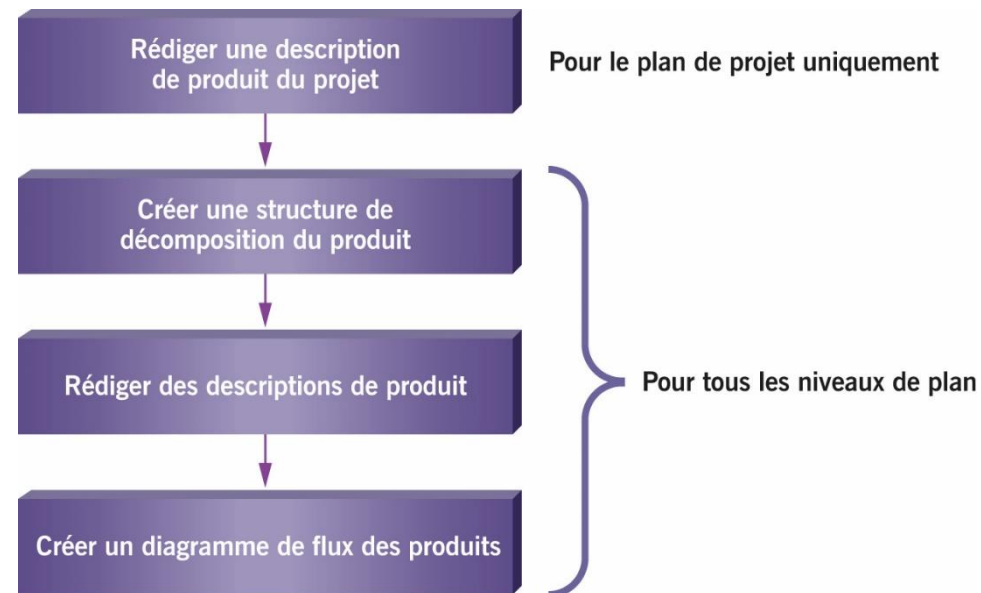 Rédiger une description
de produit du projet
Pour le plan de projet uniquement
Créer une structure de
décomposition du produit
Rédiger des descriptions de produit
Pour tous les niveaux de plan
Créer un diagramme de flux des produits